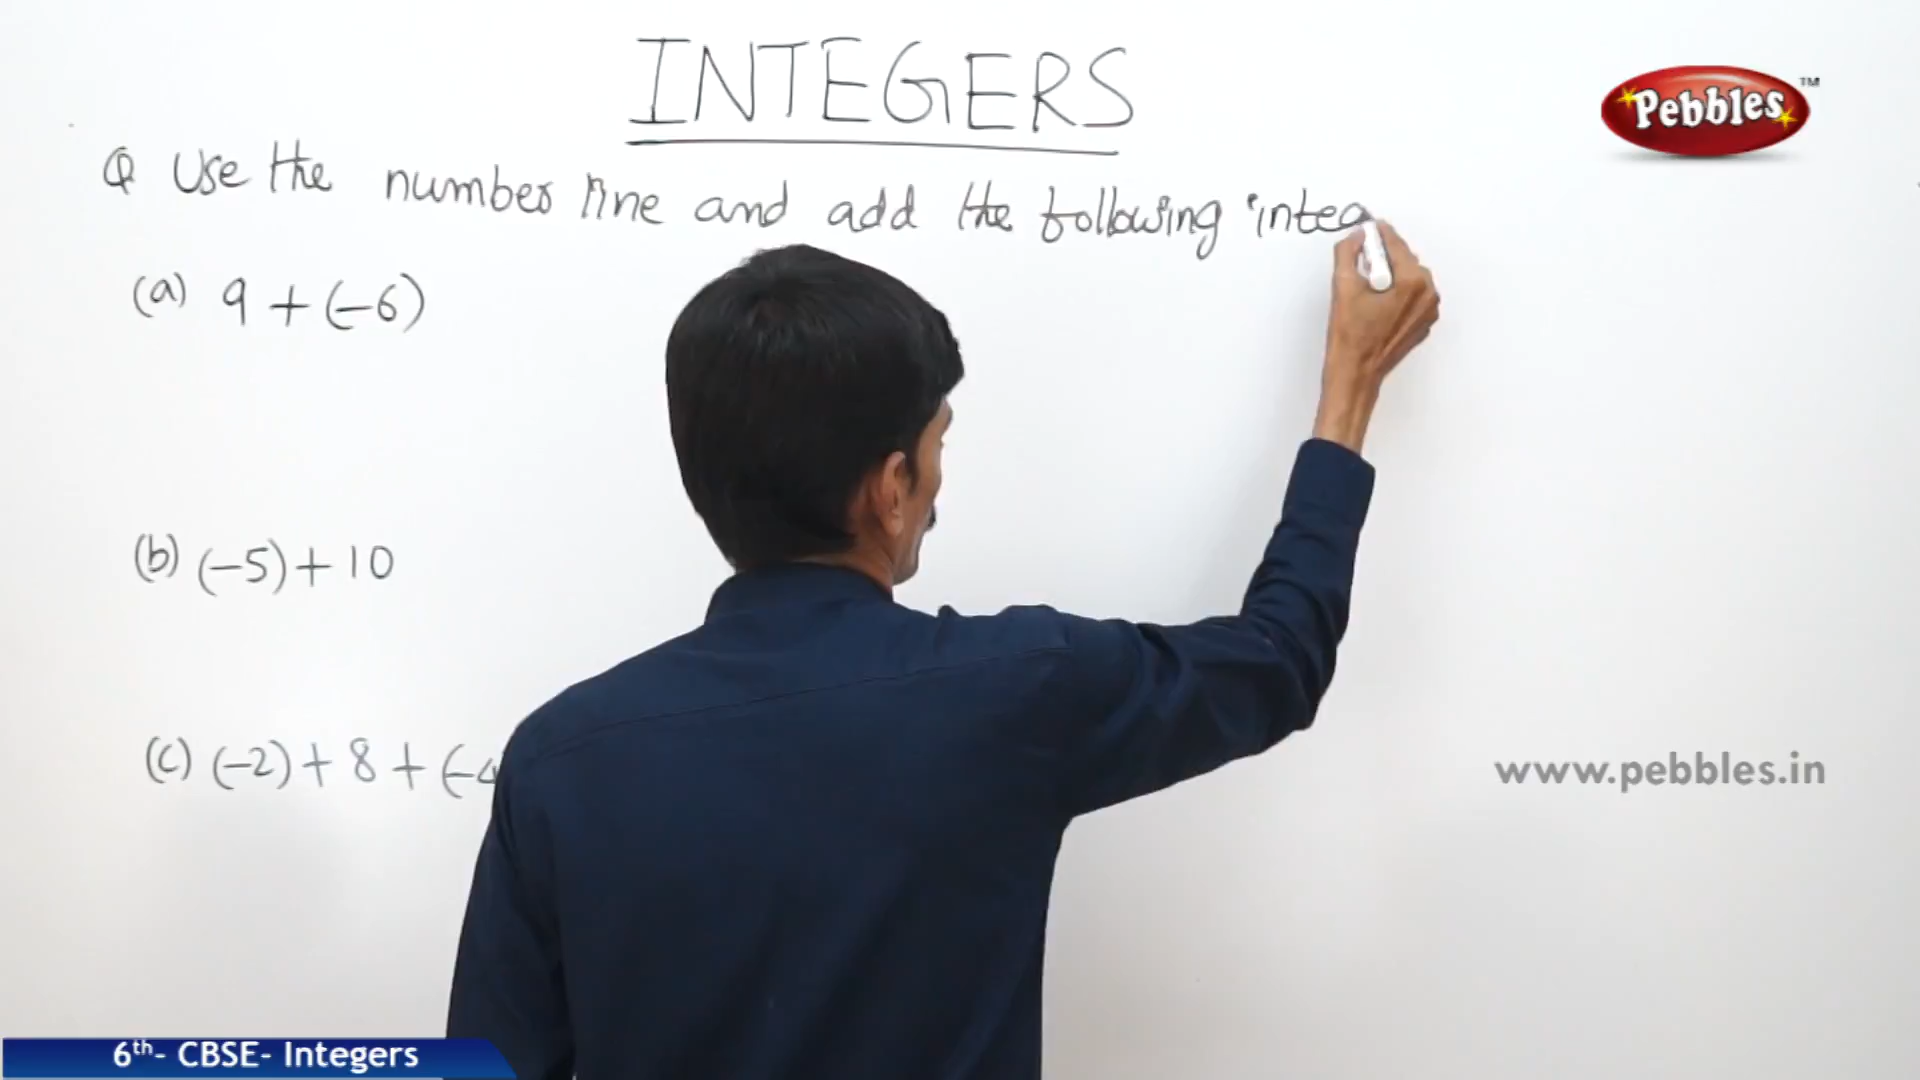 INTEGERS
Pebbles™
Q Use the number line and add the following integ
(a) 9 + (-6)
(b) (-5) + 10
(c) (-2) + 8 + (-4
www.pebbles.in
6th- CBSE- Integers